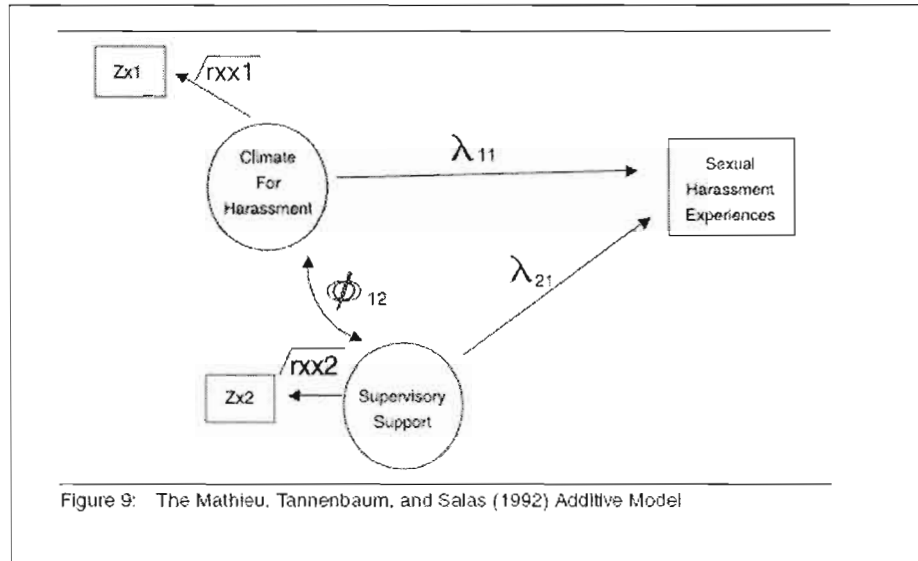 Zx1
√rxx1
Climate
For
Harassment
λ11
Sexual
Harassment
Experiences
λ21
ϕ12
√rxx2
Zx2
Supervisory
Support
Figure 9: The Mathieu, Tannenbaum, and Salas (1992) Additive Model